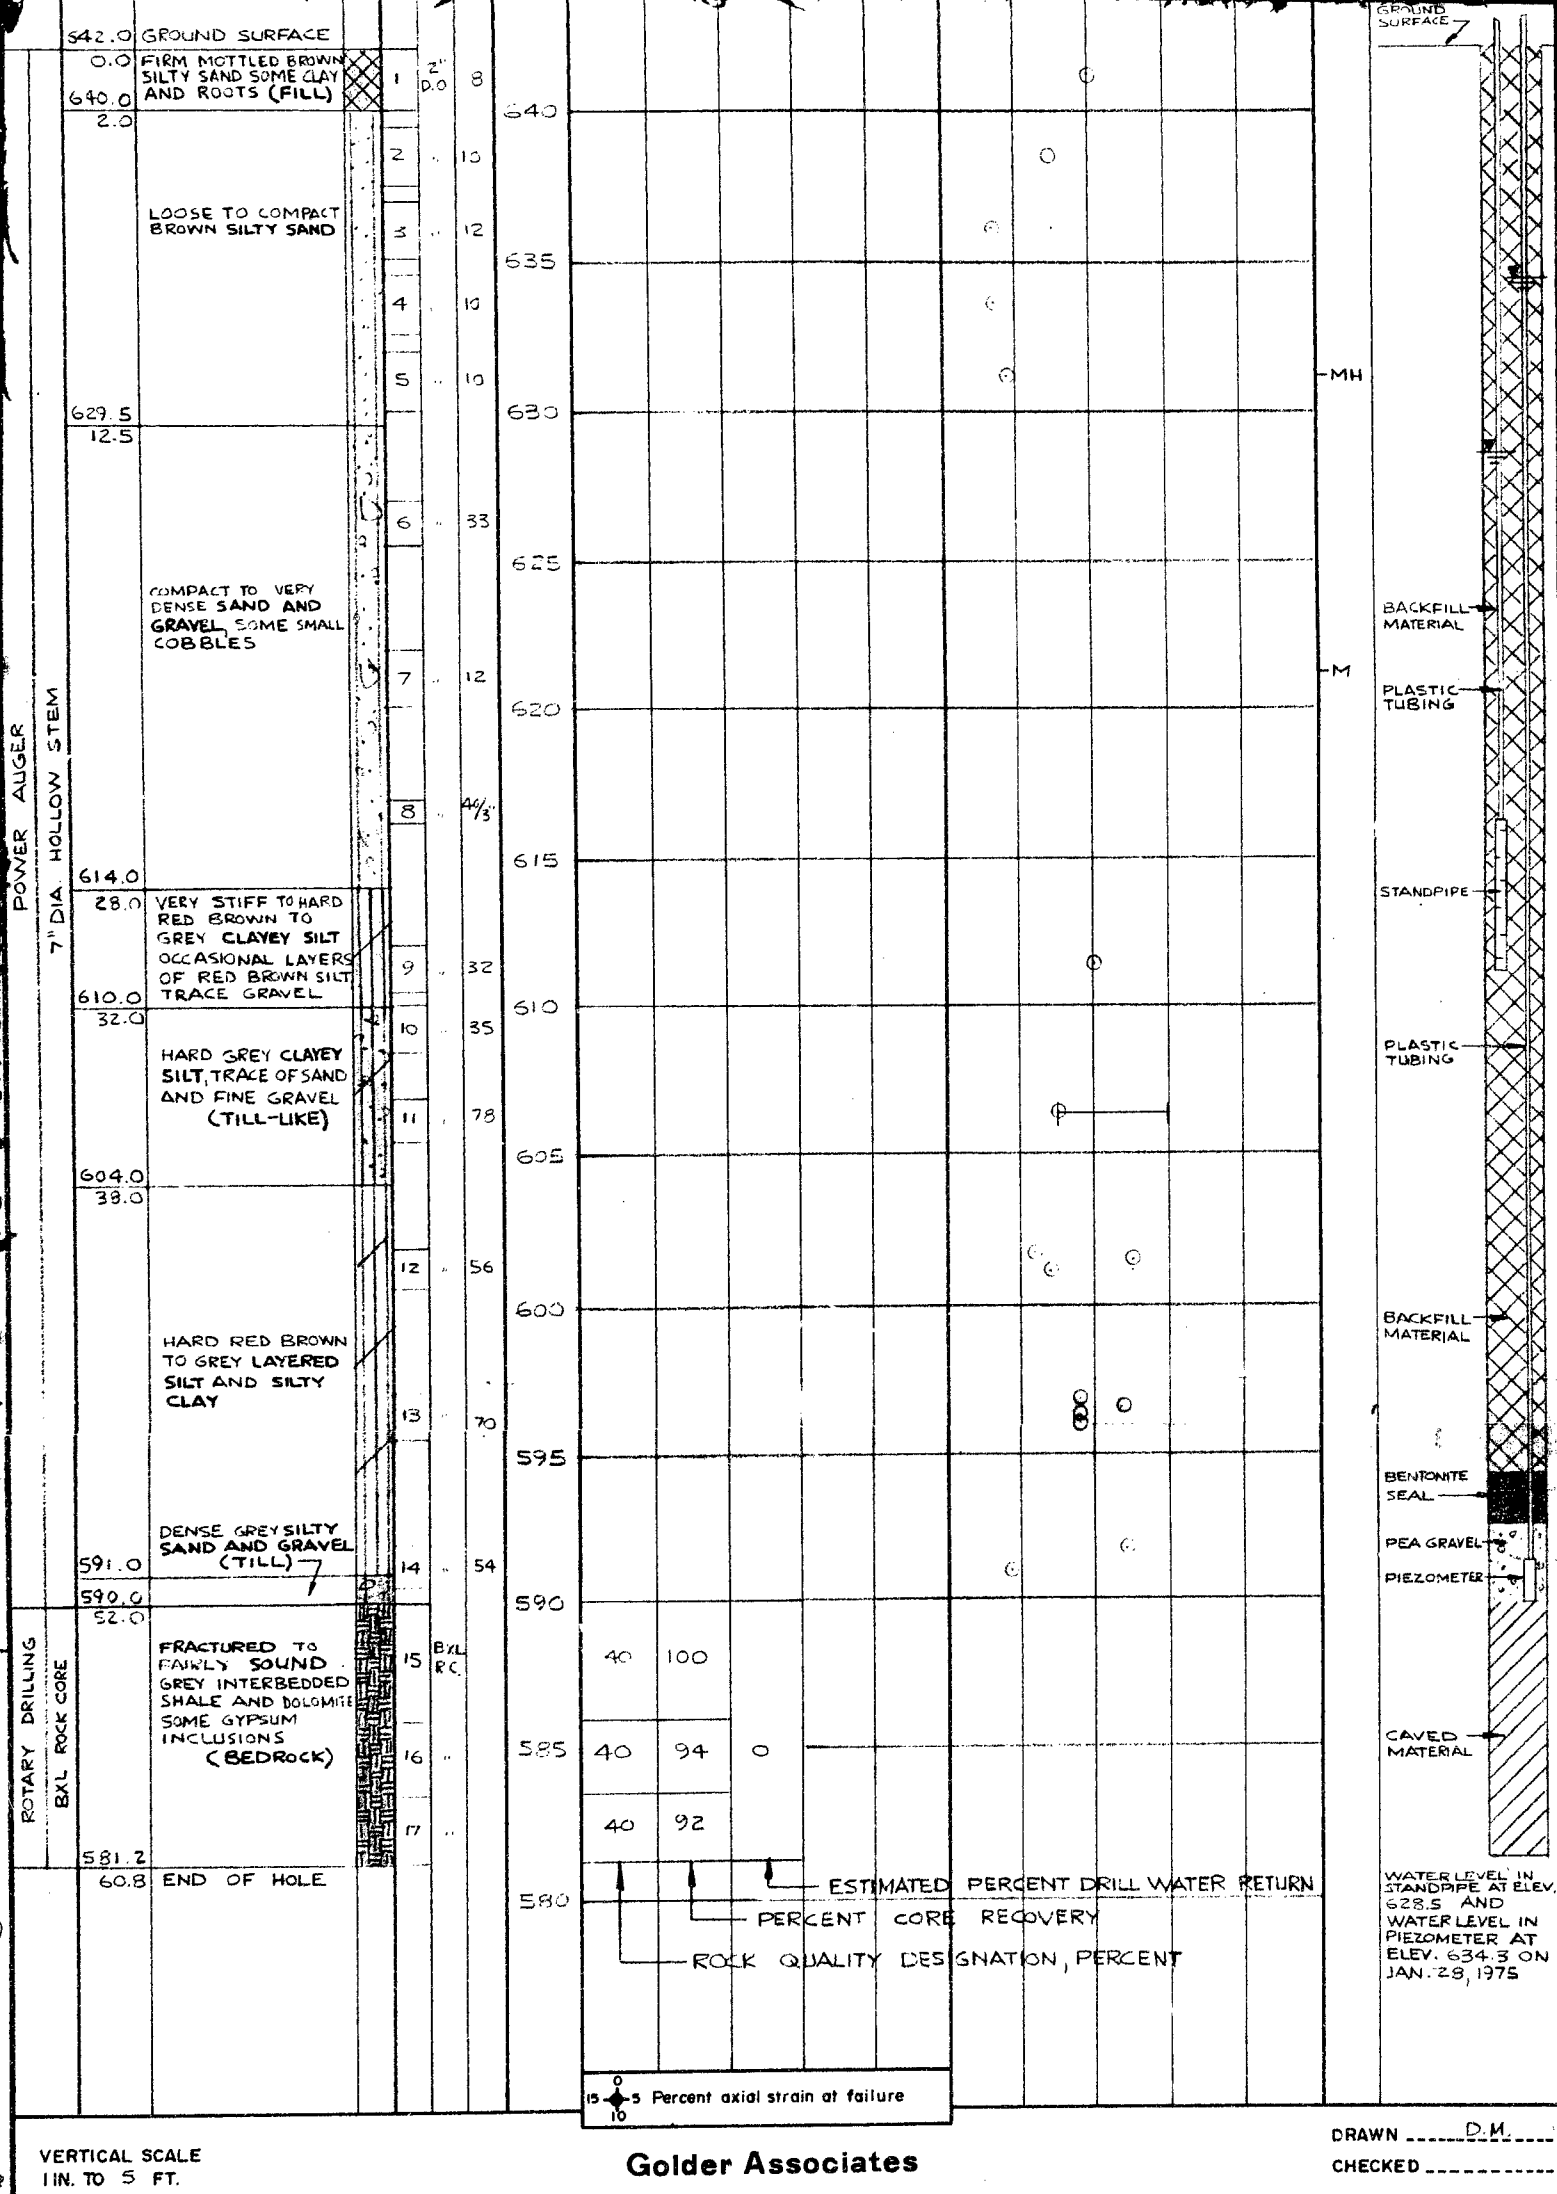 542.0 GROUND SURFACE
0.0 FIRM MOTTLED BROWN
SILTY SAND SOME CLAY
640.0 AND ROOTS (FILL)
2.0
1 2" D.O 8
2 " 10
LOOSE TO COMPACT
BROWN SILTY SAND
3 " 12
4 " 10
5 " 10
629.5
12.5
6 " 33
COMPACT TO VERY
DENSE SAND AND
GRAVEL, SOME SMALL
COBBLES
7 " 12
8 " 40/3"
614.0
28.0 VERY STIFF TO HARD
RED BROWN TO
GREY CLAYEY SILT
OCCASIONAL LAYERS
OF RED BROWN SILT
610.0 TRACE GRAVEL
32.0
9 " 32
10 " 35
HARD GREY CLAYEY
SILT, TRACE OF SAND
AND FINE GRAVEL
(TILL-LIKE)
11 " 78
604.0
38.0
12 " 56
HARD RED BROWN
TO GREY LAYERED
SILT AND SILTY
CLAY
13 " 70
DENSE GREY SILTY
SAND AND GRAVEL
(TILL)
591.0
14 " 54
590.0
52.0
FRACTURED TO
FAIRLY SOUND
GREY INTERBEDDED
SHALE AND DOLOMITE
SOME GYPSUM
INCLUSIONS
(BEDROCK)
15 BXL R.C.
16 "
17 "
581.2
60.8 END OF HOLE
POWER AUGER
7" DIA. HOLLOW STEM
ROTARY DRILLING
BXL ROCK CORE
640
635
630
625
620
615
610
605
600
595
590
585
580
40 100
40 94 0
40 92
ESTIMATED PERCENT DRILL WATER RETURN
PERCENT CORE RECOVERY
ROCK QUALITY DESIGNATION, PERCENT
MH
M
GROUND
SURFACE
BACKFILL
MATERIAL
PLASTIC
TUBING
STANDPIPE
PLASTIC
TUBING
BACKFILL
MATERIAL
BENTONITE
SEAL
PEA GRAVEL
PIEZOMETER
CAVED
MATERIAL
WATER LEVEL IN
STANDPIPE AT ELEV.
628.5 AND
WATER LEVEL IN
PIEZOMETER AT
ELEV. 634.3 ON
JAN. 28, 1975
0
15 5 Percent axial strain at failure
10
VERTICAL SCALE
1 IN. TO 5 FT.
Golder Associates
DRAWN D.M.
CHECKED